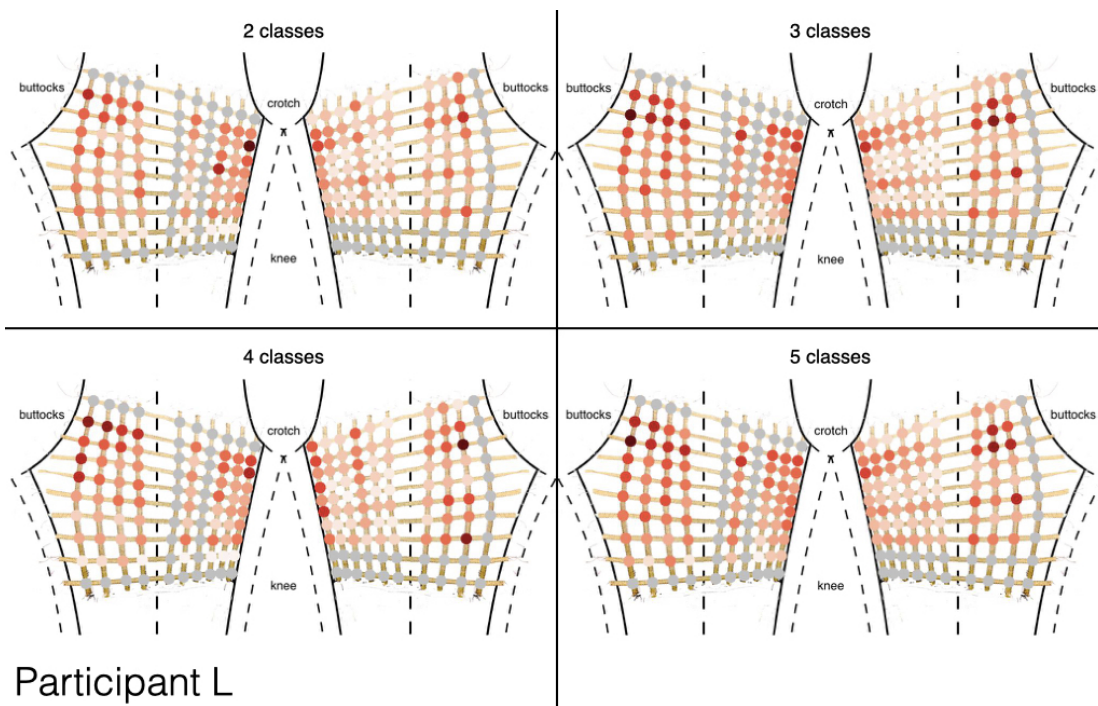 2 classes
buttocks
crotch
buttocks
knee
3 classes
buttocks
crotch
buttocks
knee
4 classes
buttocks
crotch
buttocks
knee
5 classes
buttocks
crotch
buttocks
knee
Participant L